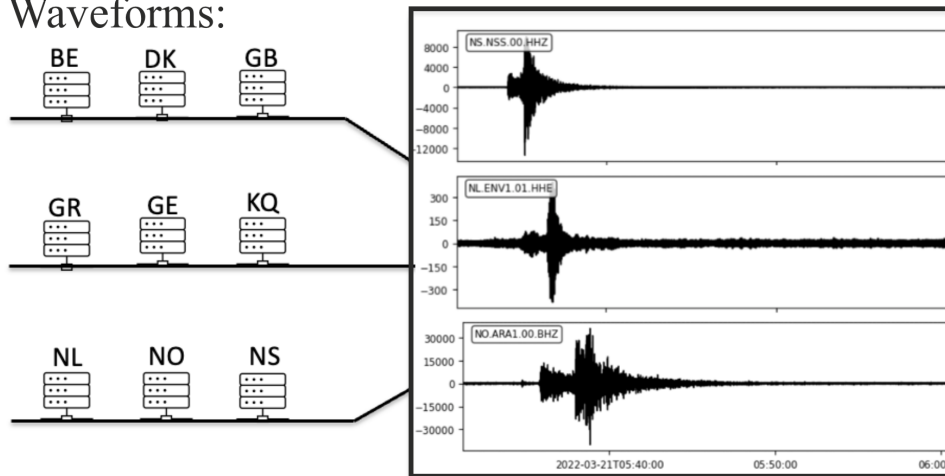 Waveforms:
BE DK GB
GR GE KQ
NL NO NS
NS.NSS.00.HHZ
8000
4000
0
−4000
−8000
12000
NL.ENV1.01.HHE
300
150
0
−150
−300
NO.ARA1.00.BHZ
30000
15000
0
−15000
−30000
2022-03-21T05:40:00 05:50:00 06:00